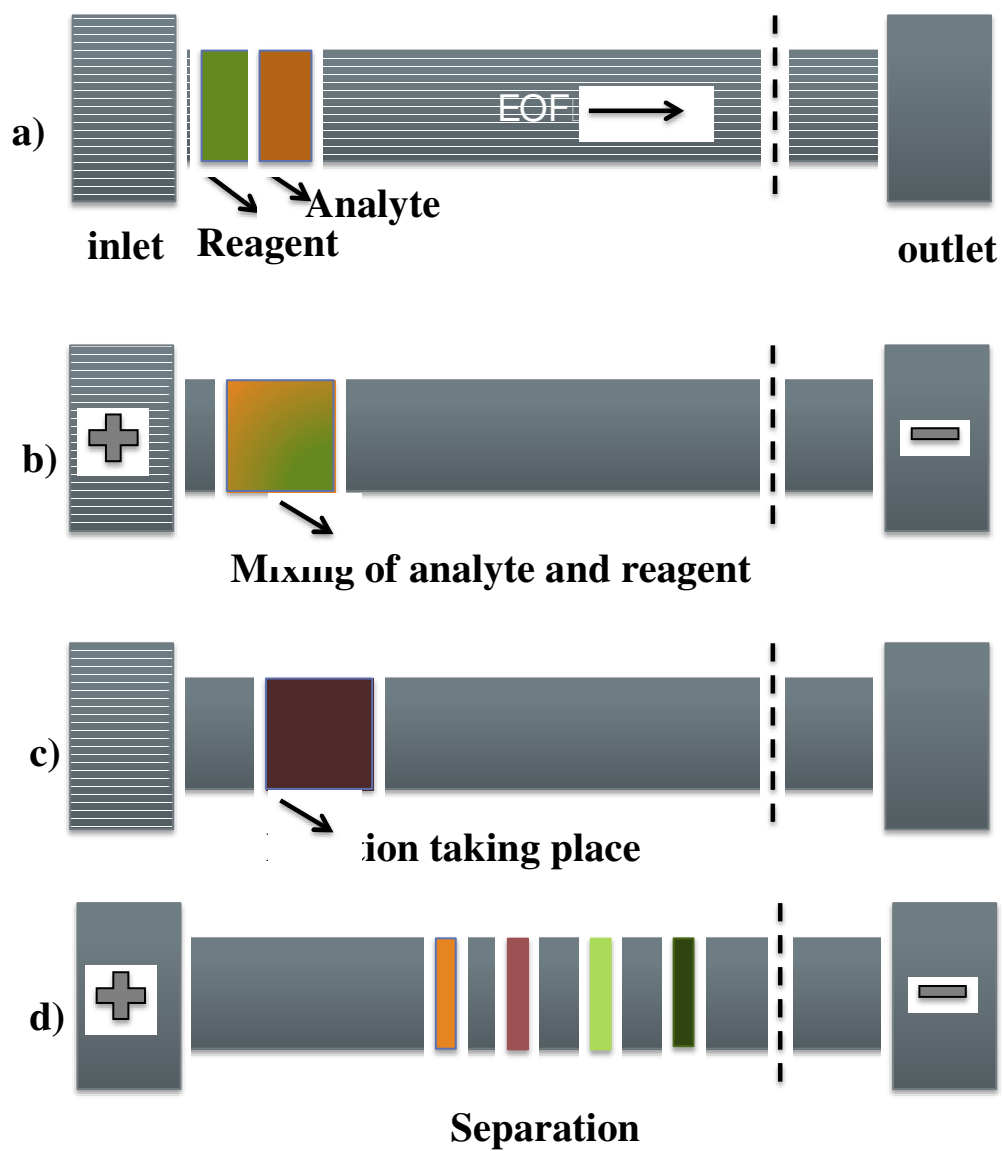 EOF
a)
Analyte
inlet Reagent outlet
b)
Mixing of analyte and reagent
c)
tion taking place
d)
Separation